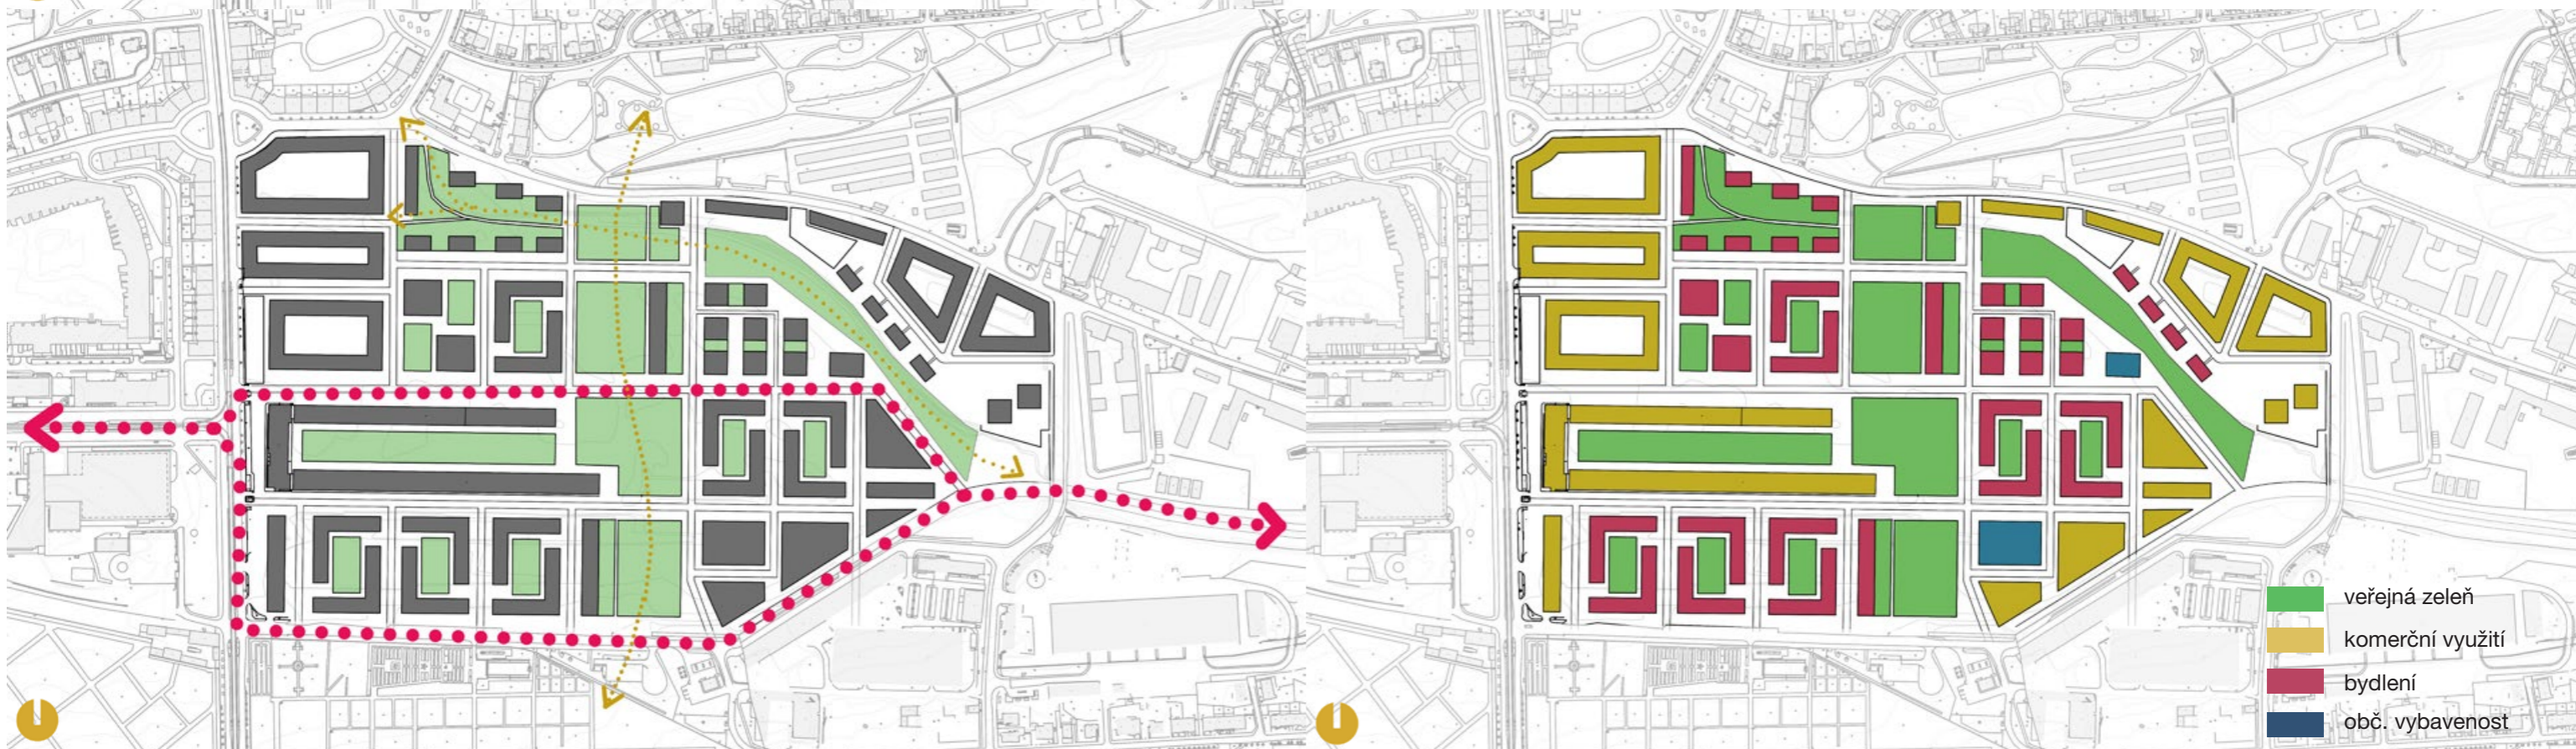 veřejná zeleň
komerční využití
bydlení
obč. vybavenost